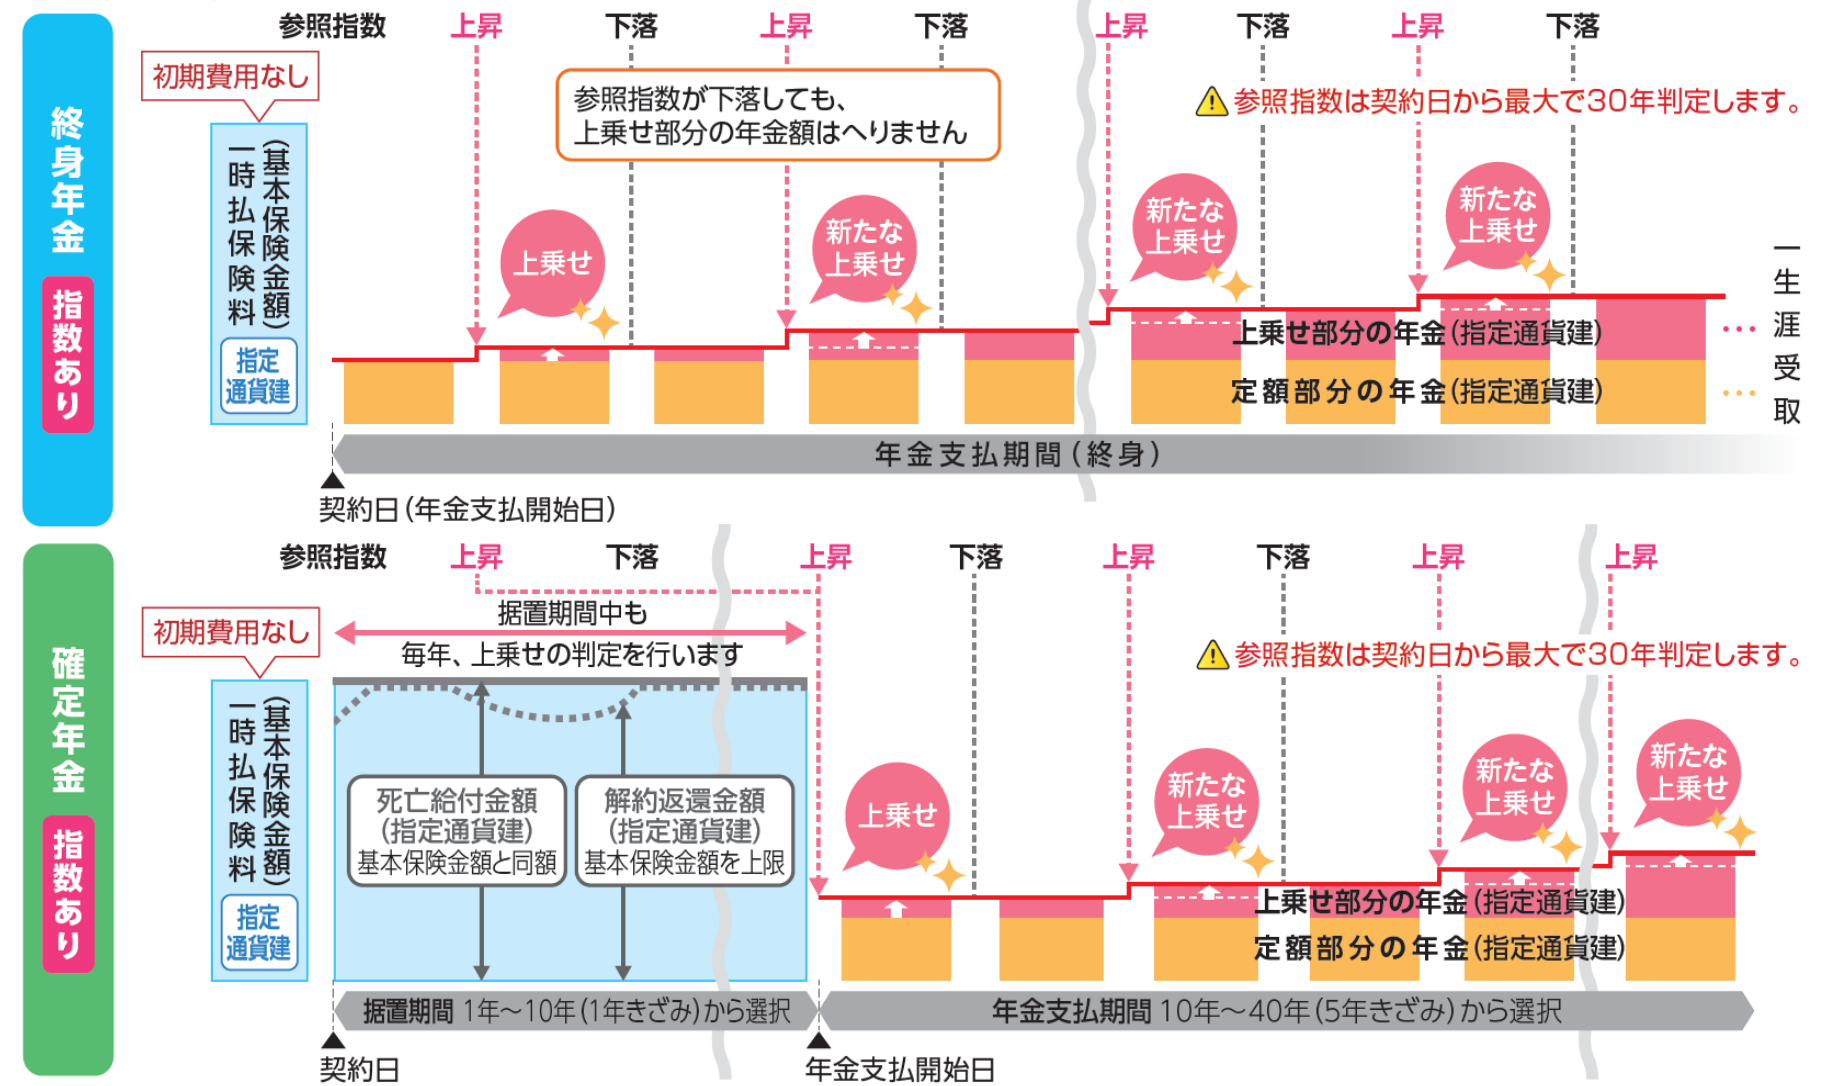 終身年金
指数あり
参照指数
上昇
下落
上昇
下落
上昇
下落
上昇
下落
初期費用なし
一時払保険料
(基本保険金額)
指定
通貨建
参照指数が下落しても、
上乗せ部分の年金額はへりません
参照指数は契約日から最大で30年判定します。
上乗せ
新たな
上乗せ
新たな
上乗せ
新たな
上乗せ
上乗せ部分の年金(指定通貨建)
定額部分の年金(指定通貨建)
…
…
一生涯受取
年金支払期間(終身)
契約日(年金支払開始日)
確定年金
指数あり
参照指数
上昇
下落
上昇
下落
上昇
下落
上昇
上昇
初期費用なし
据置期間中も
毎年、上乗せの判定を行います
参照指数は契約日から最大で30年判定します。
一時払保険料
(基本保険金額)
指定
通貨建
死亡給付金額
(指定通貨建)
基本保険金額と同額
解約返還金額
(指定通貨建)
基本保険金額を上限
上乗せ
新たな
上乗せ
新たな
上乗せ
新たな
上乗せ
上乗せ部分の年金(指定通貨建)
定額部分の年金(指定通貨建)
据置期間 1年～10年(1年きざみ)から選択
年金支払期間 10年～40年(5年きざみ)から選択
契約日
年金支払開始日